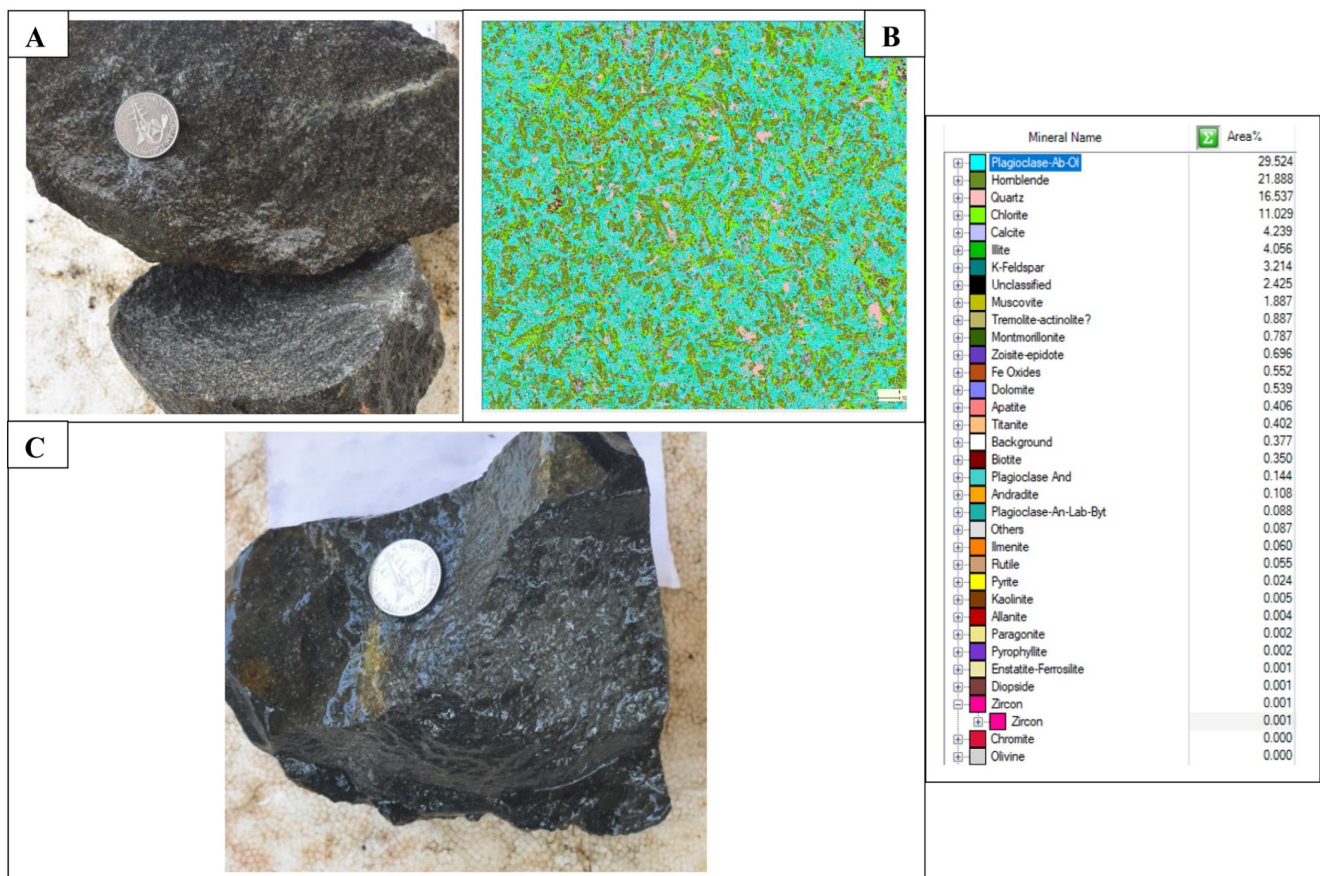 A
B
C
Mineral Name Area%
Plagioclase-Ab-Ol 29.524
Hornblende 21.888
Quartz 16.537
Chlorite 11.029
Calcite 4.239
Illite 4.056
K-Feldspar 3.214
Unclassified 2.425
Muscovite 1.887
Tremolite-actinolite? 0.887
Montmorillonite 0.787
Zoisite-epidote 0.696
Fe Oxides 0.552
Dolomite 0.539
Apatite 0.406
Titanite 0.402
Background 0.377
Biotite 0.350
Plagioclase And 0.144
Andradite 0.108
Plagioclase-An-Lab-Byt 0.088
Others 0.087
Ilmenite 0.060
Rutile 0.055
Pyrite 0.024
Kaolinite 0.005
Allanite 0.004
Paragonite 0.002
Pyrophyllite 0.002
Enstatite-Ferrosilite 0.001
Diopside 0.001
Zircon 0.001
Zircon 0.001
Chromite 0.000
Olivine 0.000